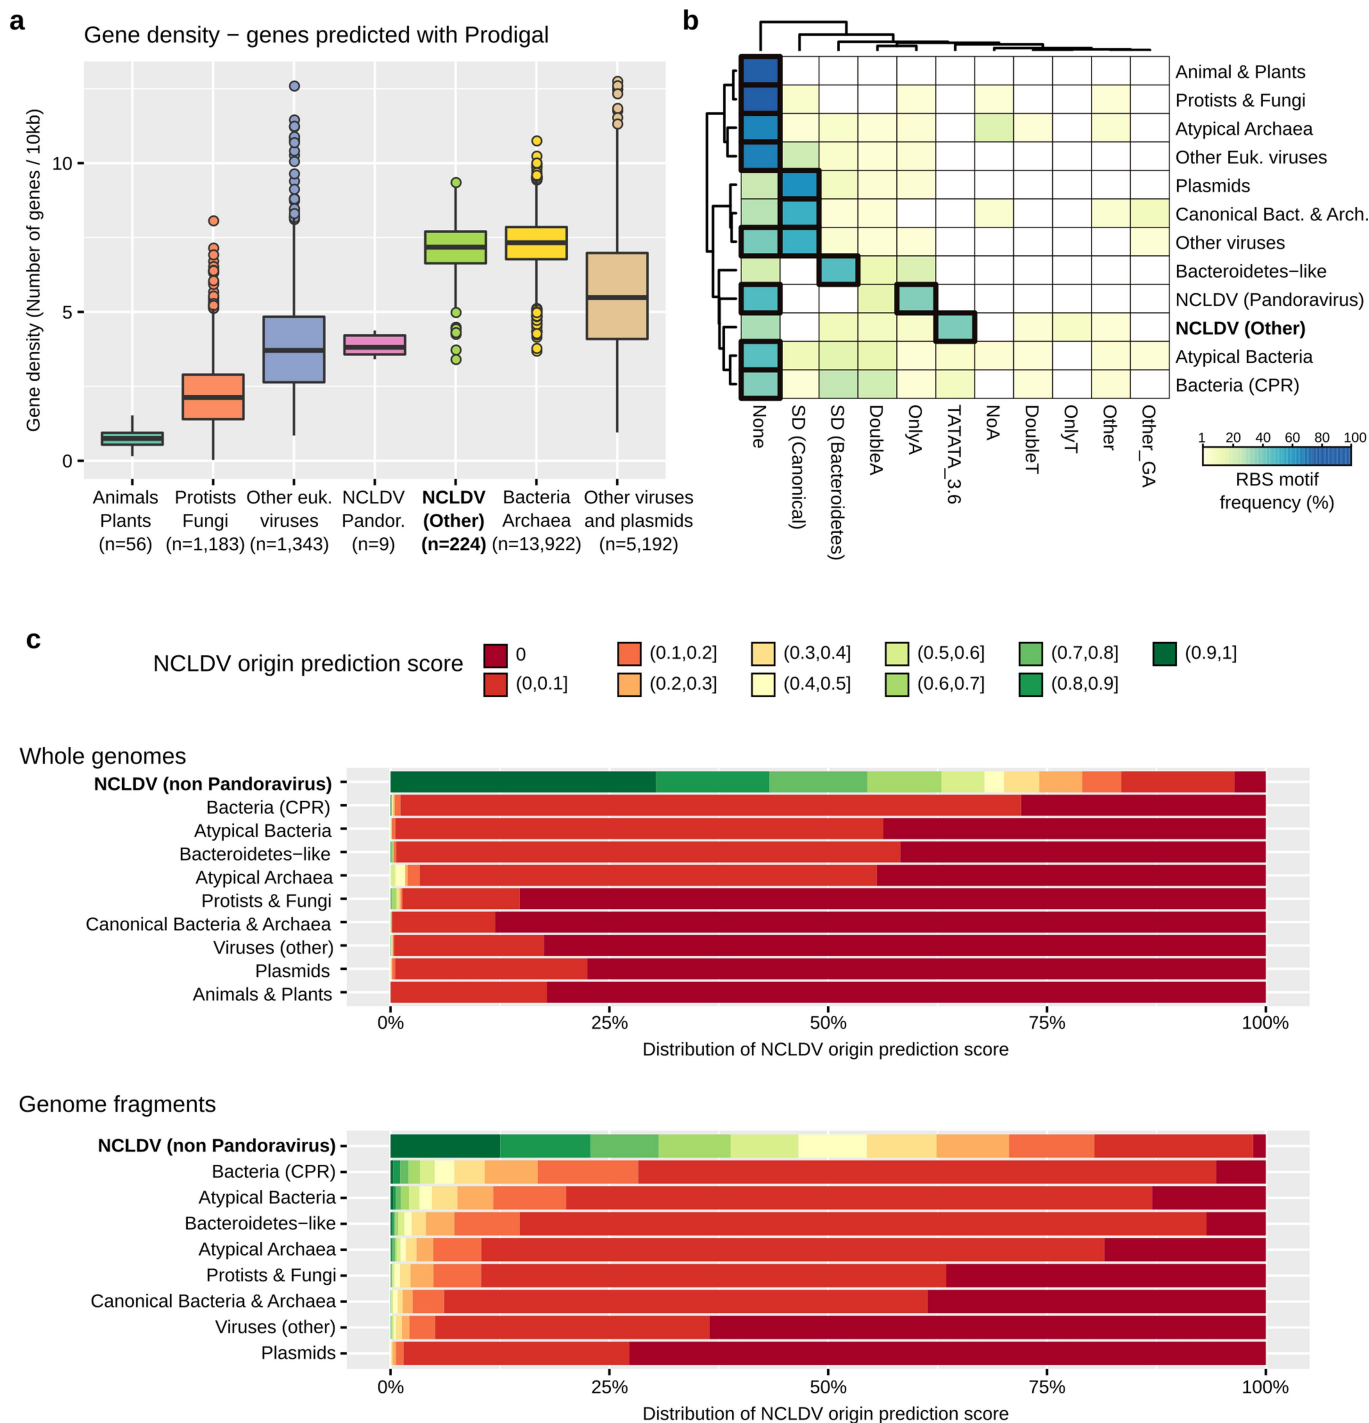 a
Gene density − genes predicted with Prodigal
Gene density (Number of genes / 10kb)
10
5
0
Animals
Plants
(n=56)
Protists
Fungi
(n=1,183)
Other euk.
viruses
(n=1,343)
NCLDV
Pandor.
(n=9)
NCLDV
(Other)
(n=224)
Bacteria
Archaea
(n=13,922)
Other viruses
and plasmids
(n=5,192)
b
Animal & Plants
Protists & Fungi
Atypical Archaea
Other Euk. viruses
Plasmids
Canonical Bact. & Arch.
Other viruses
Bacteroidetes−like
NCLDV (Pandoravirus)
NCLDV (Other)
Atypical Bacteria
Bacteria (CPR)
None
SD (Canonical)
SD (Bacteroidetes)
DoubleA
OnlyA
TATATA_3.6
NoA
DoubleT
OnlyT
Other
Other_GA
1 20 40 60 80 100
RBS motif
frequency (%)
c
NCLDV origin prediction score
0
(0,0.1]
(0.1,0.2]
(0.2,0.3]
(0.3,0.4]
(0.4,0.5]
(0.5,0.6]
(0.6,0.7]
(0.7,0.8]
(0.8,0.9]
(0.9,1]
Whole genomes
NCLDV (non Pandoravirus)
Bacteria (CPR)
Atypical Bacteria
Bacteroidetes−like
Atypical Archaea
Protists & Fungi
Canonical Bacteria & Archaea
Viruses (other)
Plasmids
Animals & Plants
0% 25% 50% 75% 100%
Distribution of NCLDV origin prediction score
Genome fragments
NCLDV (non Pandoravirus)
Bacteria (CPR)
Atypical Bacteria
Bacteroidetes−like
Atypical Archaea
Protists & Fungi
Canonical Bacteria & Archaea
Viruses (other)
Plasmids
0% 25% 50% 75% 100%
Distribution of NCLDV origin prediction score